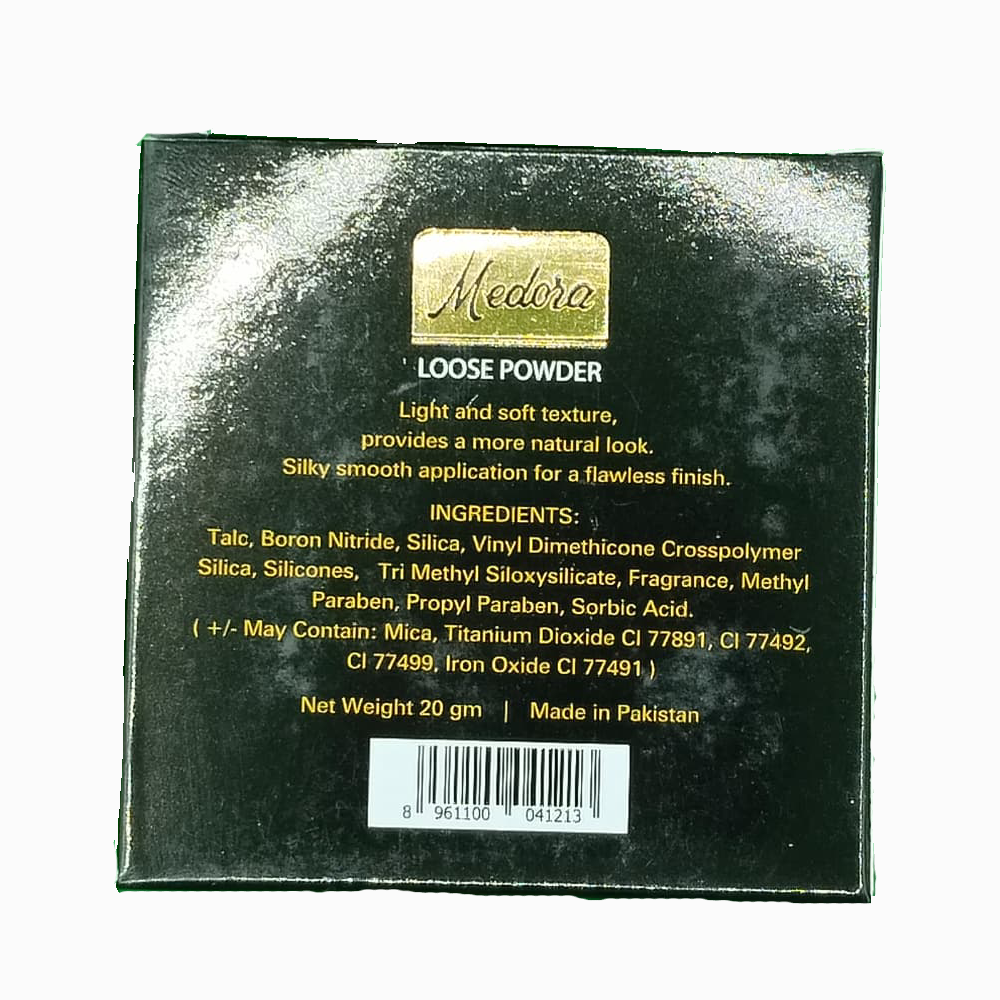 Medora
LOOSE POWDER
Light and soft texture,
provides a more natural look.
Silky smooth application for a flawless finish.
INGREDIENTS:
Talc, Boron Nitride, Silica, Vinyl Dimethicone Crosspolymer
Silica, Silicones, Tri Methyl Siloxysilicate, Fragrance, Methyl
Paraben, Propyl Paraben, Sorbic Acid.
( +/- May Contain: Mica, Titanium Dioxide CI 77891, CI 77492,
CI 77499, Iron Oxide CI 77491 )
Net Weight 20 gm | Made in Pakistan
8 961100 041213